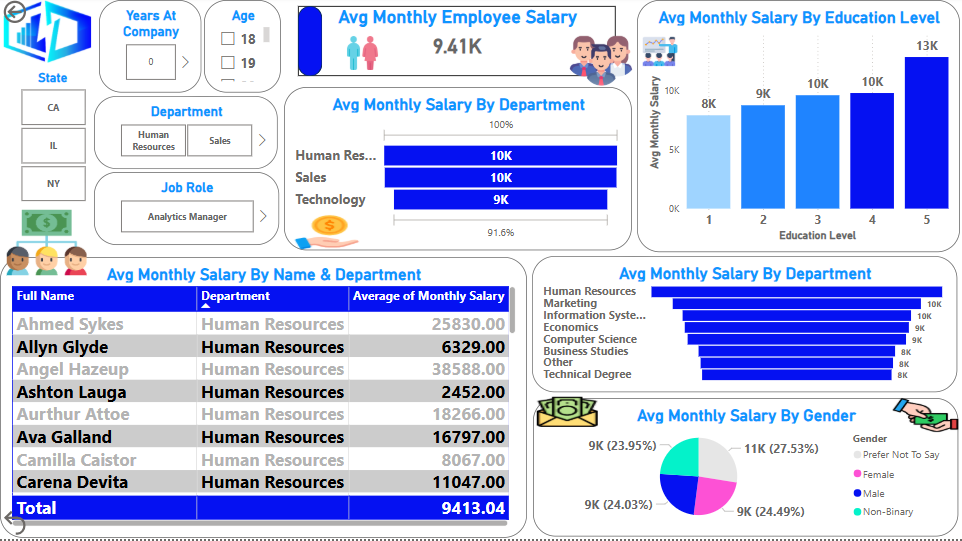 Years At
Company
0
Age
18
19
State
CA
IL
NY
Department
Human
Resources
Sales
Job Role
Analytics Manager
Avg Monthly Employee Salary
9.41K
Avg Monthly Salary By Department
100%
Human Res...
10K
Sales
10K
Technology
9K
91.6%
Avg Monthly Salary By Education Level
Avg Monthly Salary
10K
5K
0K
8K
9K
10K
10K
13K
1
2
3
4
5
Education Level
Avg Monthly Salary By Name & Department
Full Name Department Average of Monthly Salary
Ahmed Sykes Human Resources 25830.00
Allyn Glyde Human Resources 6329.00
Angel Hazeup Human Resources 38588.00
Ashton Lauga Human Resources 2452.00
Aurthur Attoe Human Resources 18266.00
Ava Galland Human Resources 16797.00
Camilla Caistor Human Resources 8067.00
Carena Devita Human Resources 11047.00
Total 9413.04
Avg Monthly Salary By Department
Human Resources
Marketing 10K
Information Syste... 10K
Economics 9K
Computer Science 9K
Business Studies 8K
Other 8K
Technical Degree 8K
Avg Monthly Salary By Gender
9K (23.95%)
11K (27.53%)
9K (24.03%)
9K (24.49%)
Gender
Prefer Not To Say
Female
Male
Non-Binary